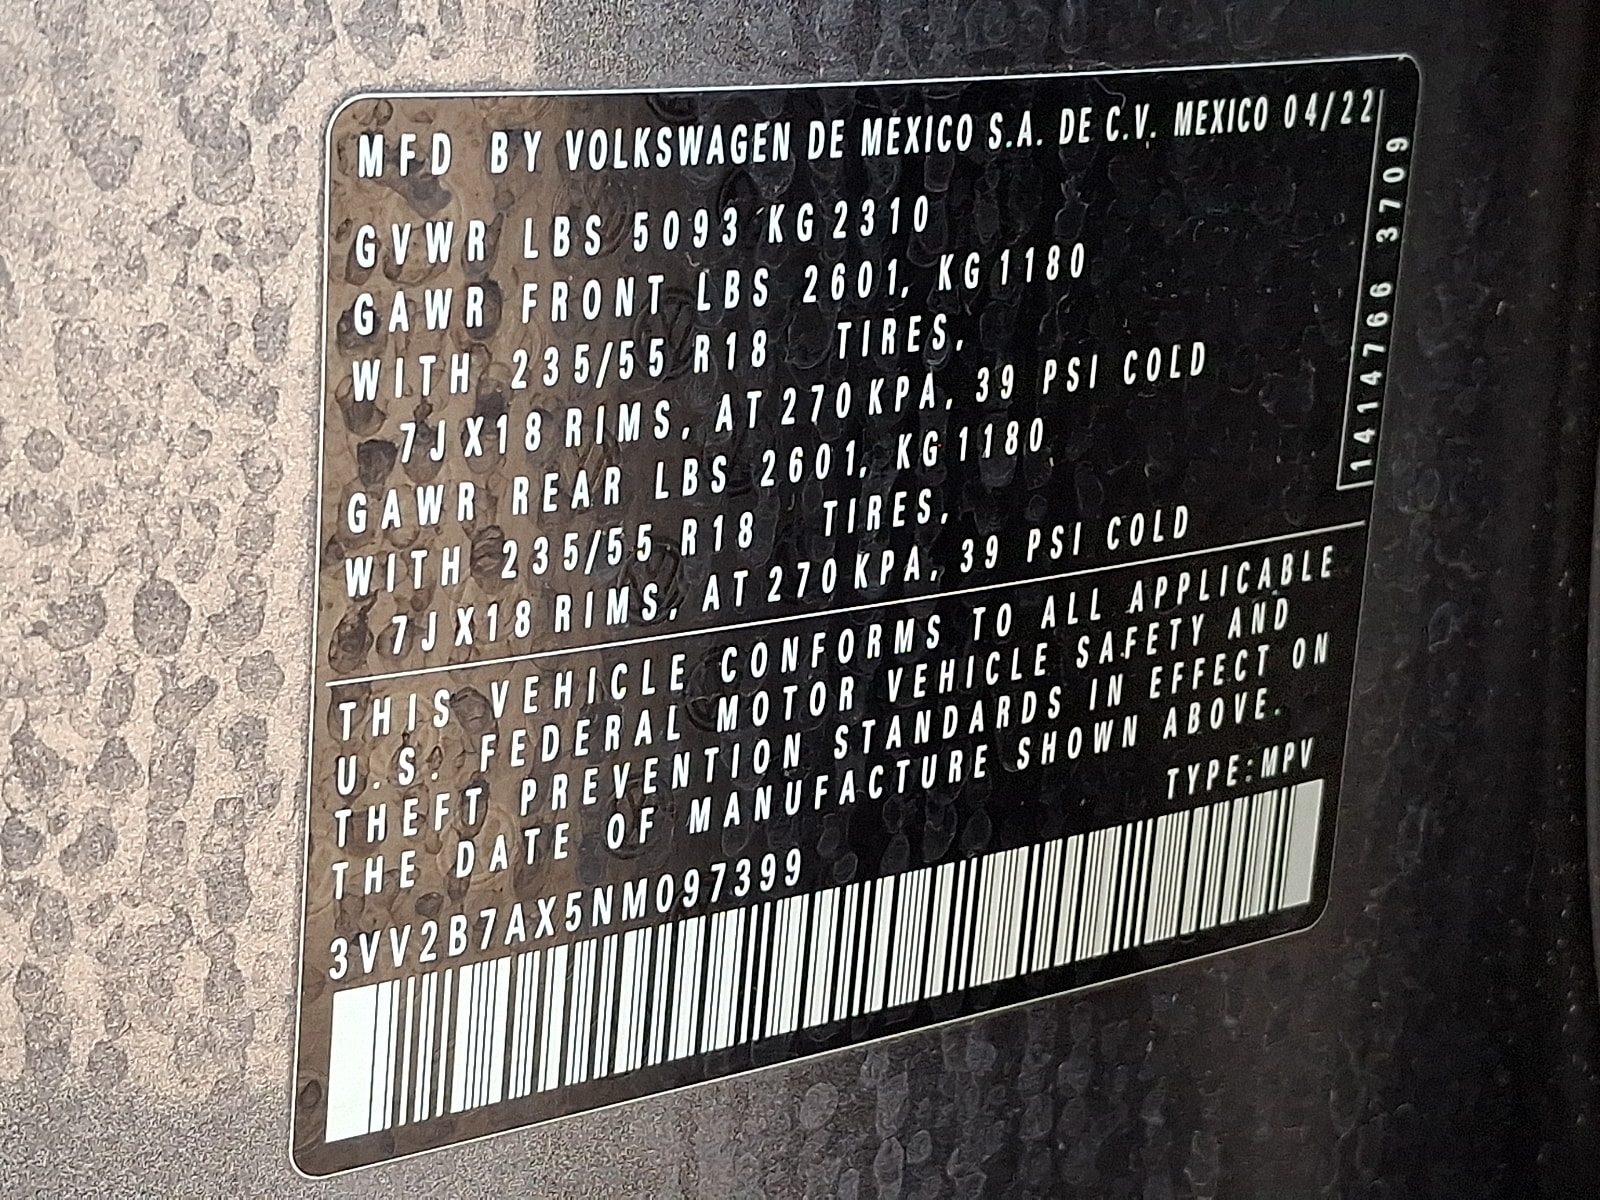 MFD BY VOLKSWAGEN DE MEXICO S.A. DE C.V. MEXICO 04/22
GVWR LBS 5093 KG 2310
GAWR FRONT LBS 2601, KG 1180
WITH 235/55 R18 TIRES,
7JX18 RIMS, AT 270 KPA, 39 PSI COLD
GAWR REAR LBS 2601, KG 1180
WITH 235/55 R18 TIRES,
7JX18 RIMS, AT 270 KPA, 39 PSI COLD
1414766 3709
THIS VEHICLE CONFORMS TO ALL APPLICABLE
U.S. FEDERAL MOTOR VEHICLE SAFETY AND
THEFT PREVENTION STANDARDS IN EFFECT ON
THE DATE OF MANUFACTURE SHOWN ABOVE.
TYPE:MPV
3VV2B7AX5NM097399